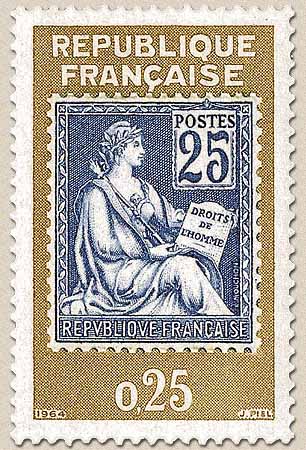 REPUBLIQUE
FRANÇAISE
POSTES
25
DROITS
DE
L'HOMME
REPVBLIQVE·FRANÇAISE
0,25
1964
J. PIEL